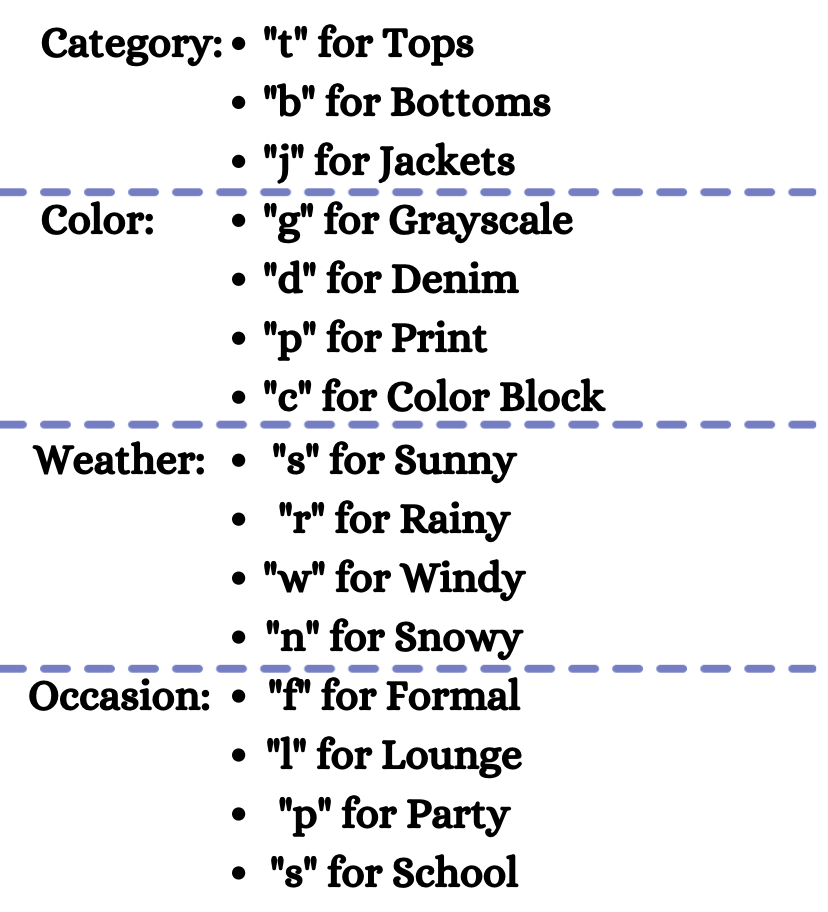 Category: • "t" for Tops
• "b" for Bottoms
• "j" for Jackets
Color: • "g" for Grayscale
• "d" for Denim
• "p" for Print
• "c" for Color Block
Weather: • "s" for Sunny
• "r" for Rainy
• "w" for Windy
• "n" for Snowy
Occasion: • "f" for Formal
• "l" for Lounge
• "p" for Party
• "s" for School